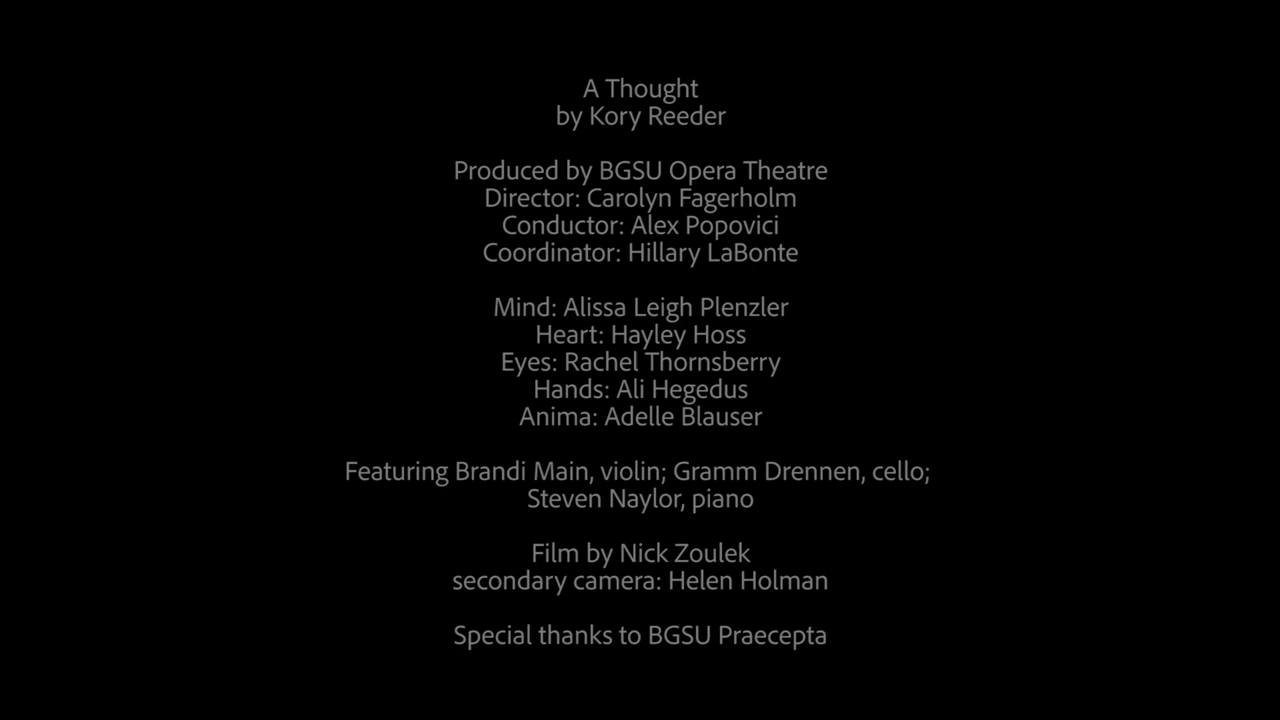 A Thought
by Kory Reeder
Produced by BGSU Opera Theatre
Director: Carolyn Fagerholm
Conductor: Alex Popovici
Coordinator: Hillary LaBonte
Mind: Alissa Leigh Plenzler
Heart: Hayley Hoss
Eyes: Rachel Thornsberry
Hands: Ali Hegedus
Anima: Adelle Blauser
Featuring Brandi Main, violin; Gramm Drennen, cello;
Steven Naylor, piano
Film by Nick Zoulek
secondary camera: Helen Holman
Special thanks to BGSU Praecepta